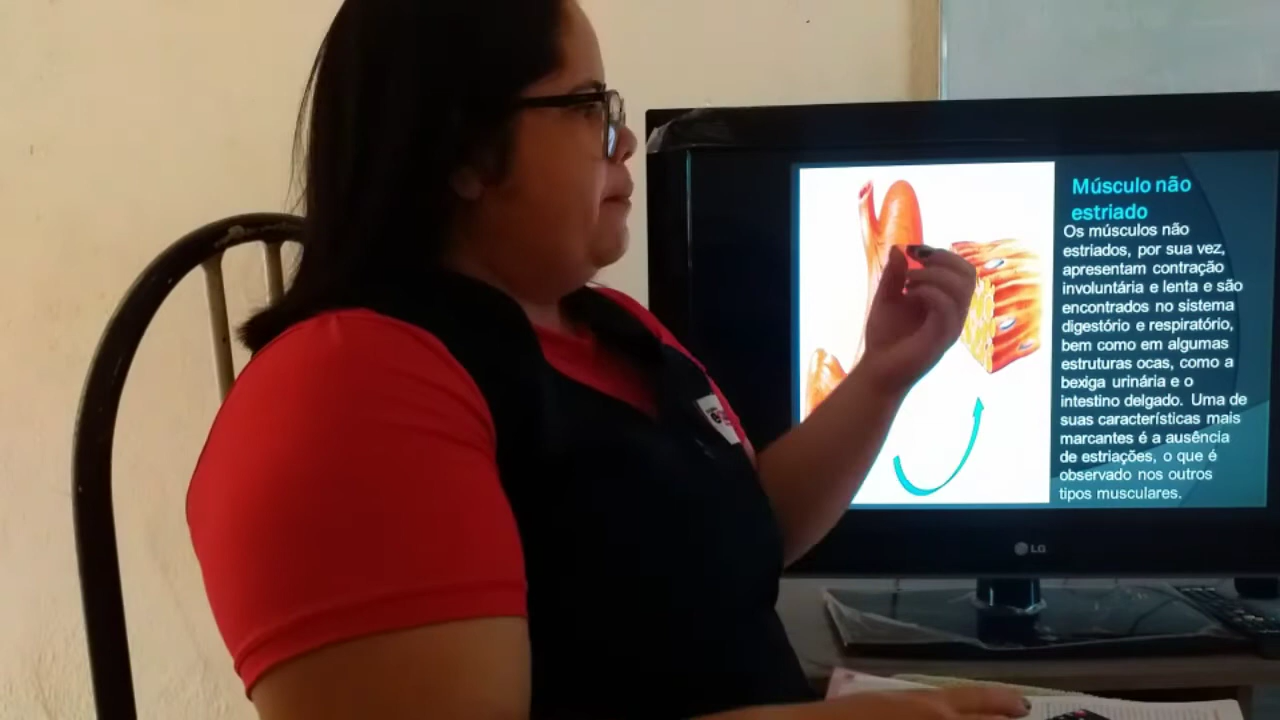 Músculo não
estriado
Os músculos não
estriados, por sua vez,
apresentam contração
involuntária e lenta e são
encontrados no sistema
digestório e respiratório,
bem como em algumas
estruturas ocas, como a
bexiga urinária e o
intestino delgado. Uma de
suas características mais
marcantes é a ausência
de estriações, o que é
observado nos outros
tipos musculares.
LG